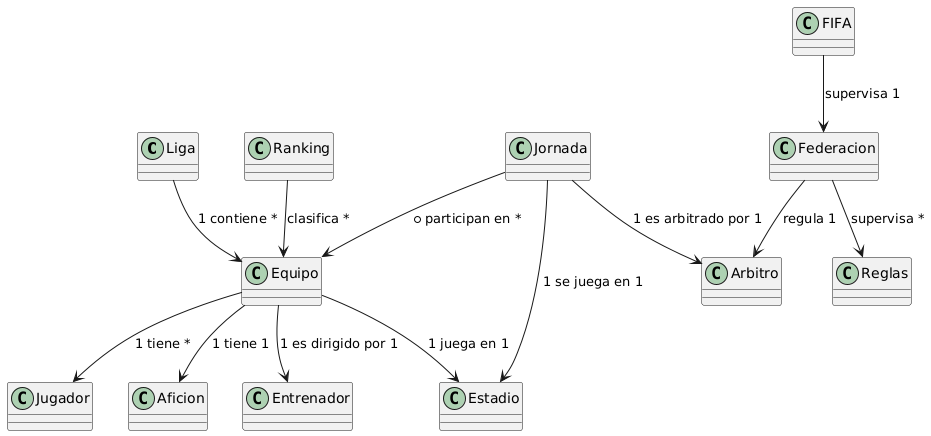 C FIFA
supervisa 1
C Liga
C Ranking
C Jornada
C Federacion
1 contiene *
clasifica *
o participan en *
1 es arbitrado por 1
regula 1
supervisa *
C Equipo
C Arbitro
C Reglas
1 se juega en 1
1 tiene *
1 tiene 1
1 es dirigido por 1
1 juega en 1
C Jugador
C Aficion
C Entrenador
C Estadio